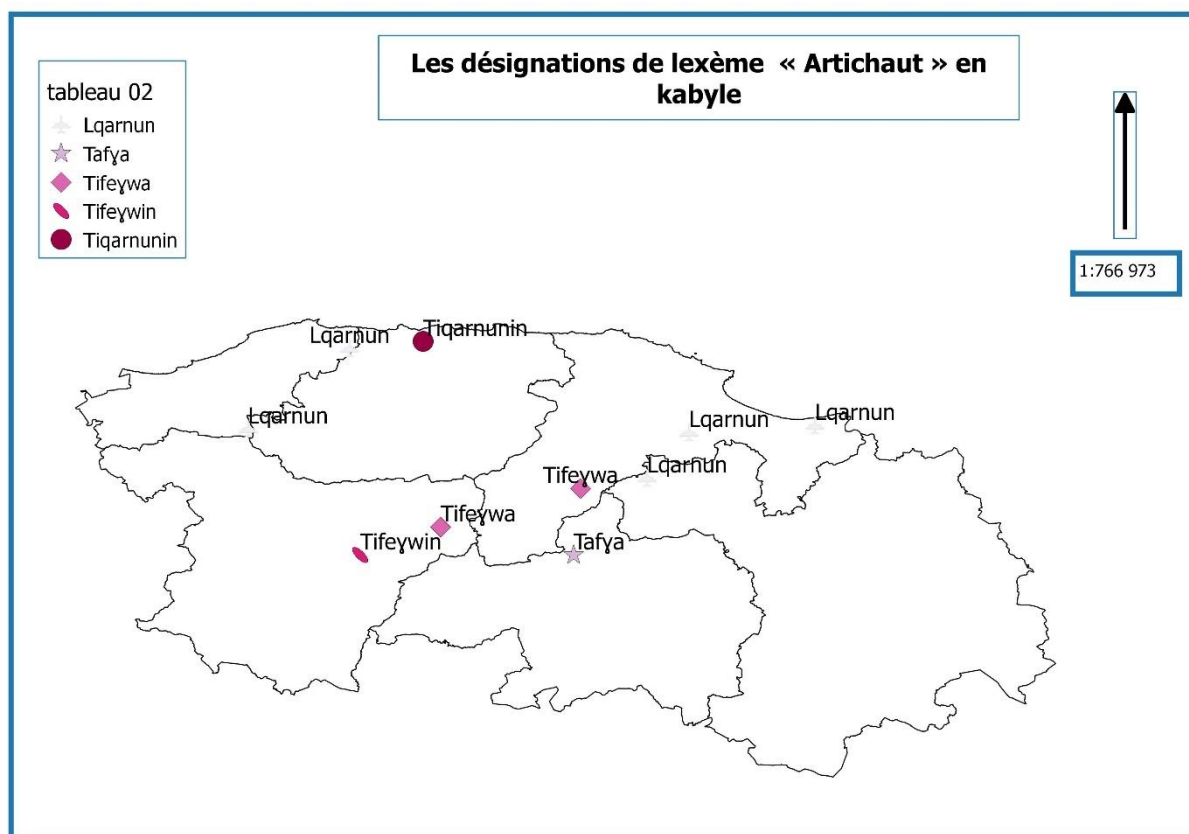 Les désignations de lexème « Artichaut » en
kabyle
tableau 02
Lqarnun
Tafɣa
Tifeɣwa
Tifeɣwin
Tiqarnunin
1:766 973
Lqarnun
Tiqarnunin
Lqarnun
Lqarnun
Lqarnun
Lqarnun
Tifeɣwa
Tifeɣwa
Tifeɣwin
Tafɣa